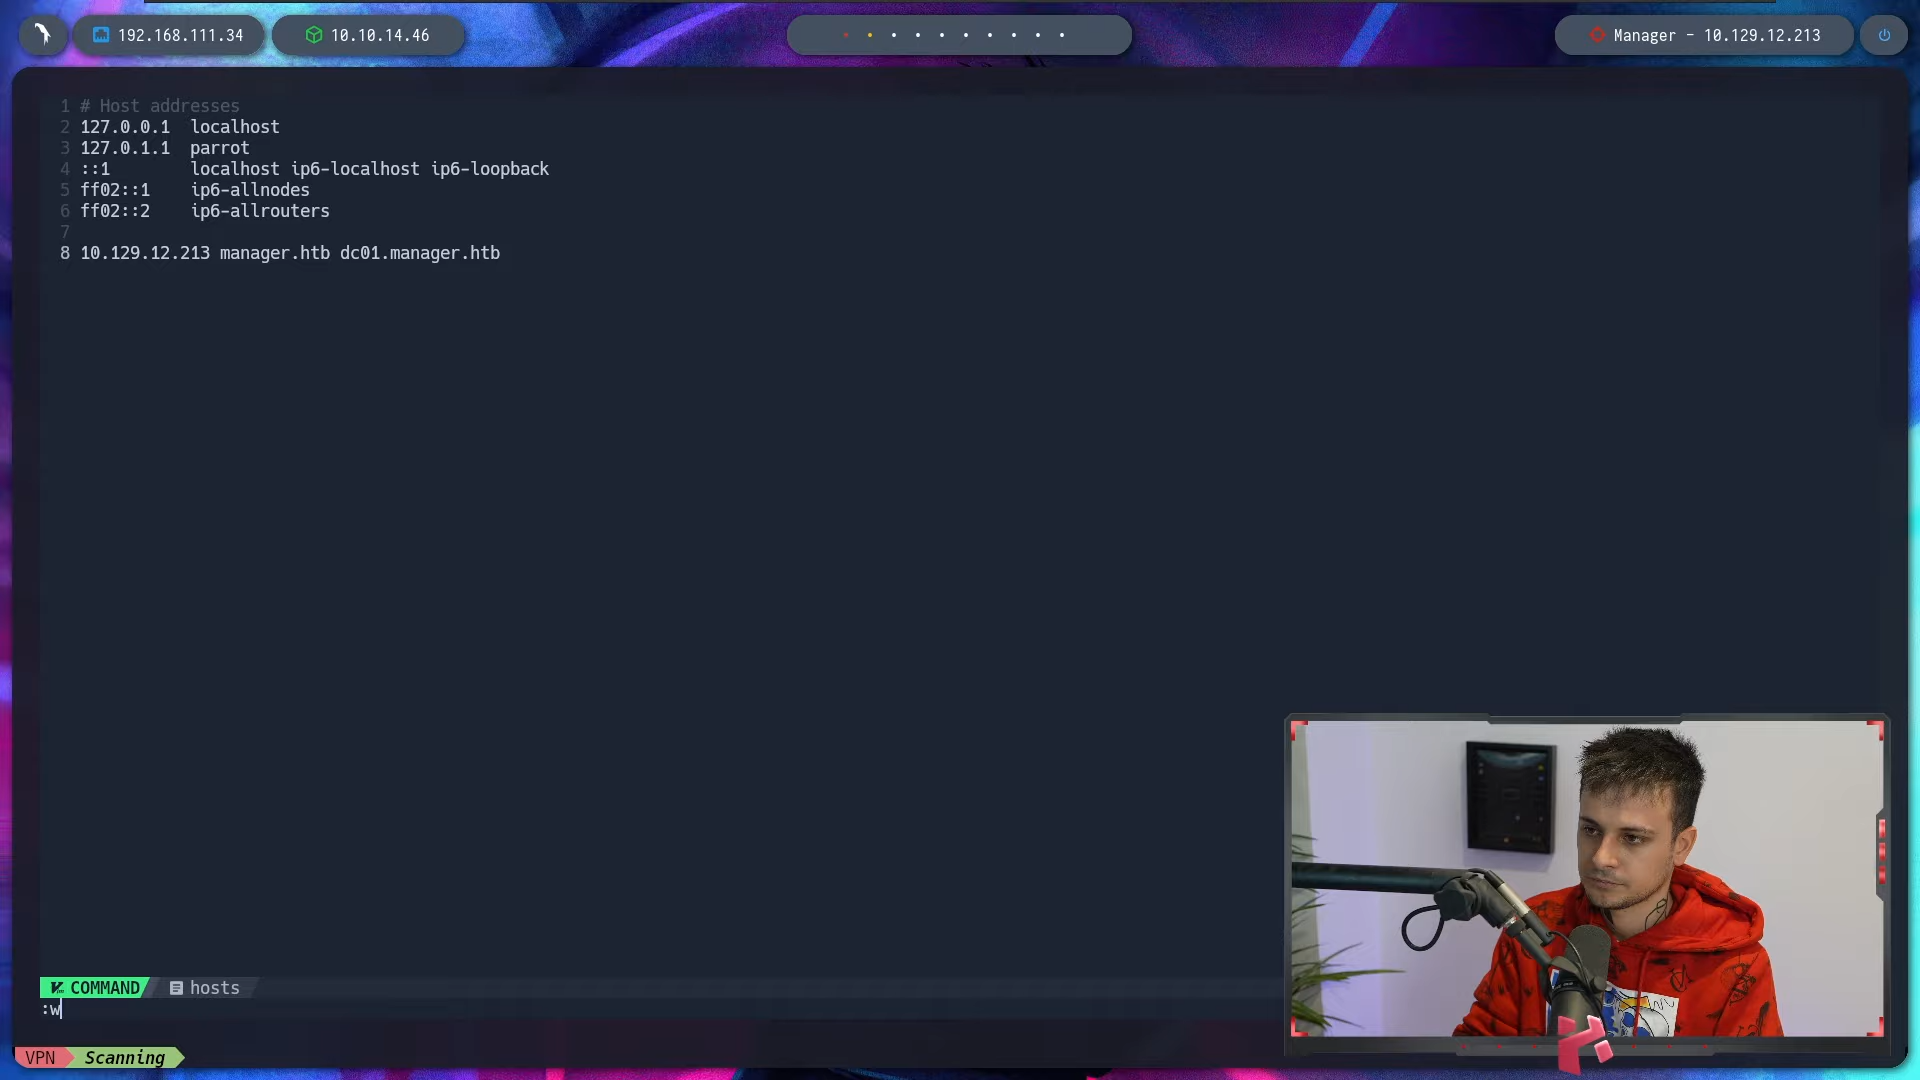 192.168.111.34
10.10.14.46
Manager - 10.129.12.213
1 # Host addresses
2 127.0.0.1 localhost
3 127.0.1.1 parrot
4 ::1 localhost ip6-localhost ip6-loopback
5 ff02::1 ip6-allnodes
6 ff02::2 ip6-allrouters
7
8 10.129.12.213 manager.htb dc01.manager.htb
COMMAND hosts
:w
VPN Scanning